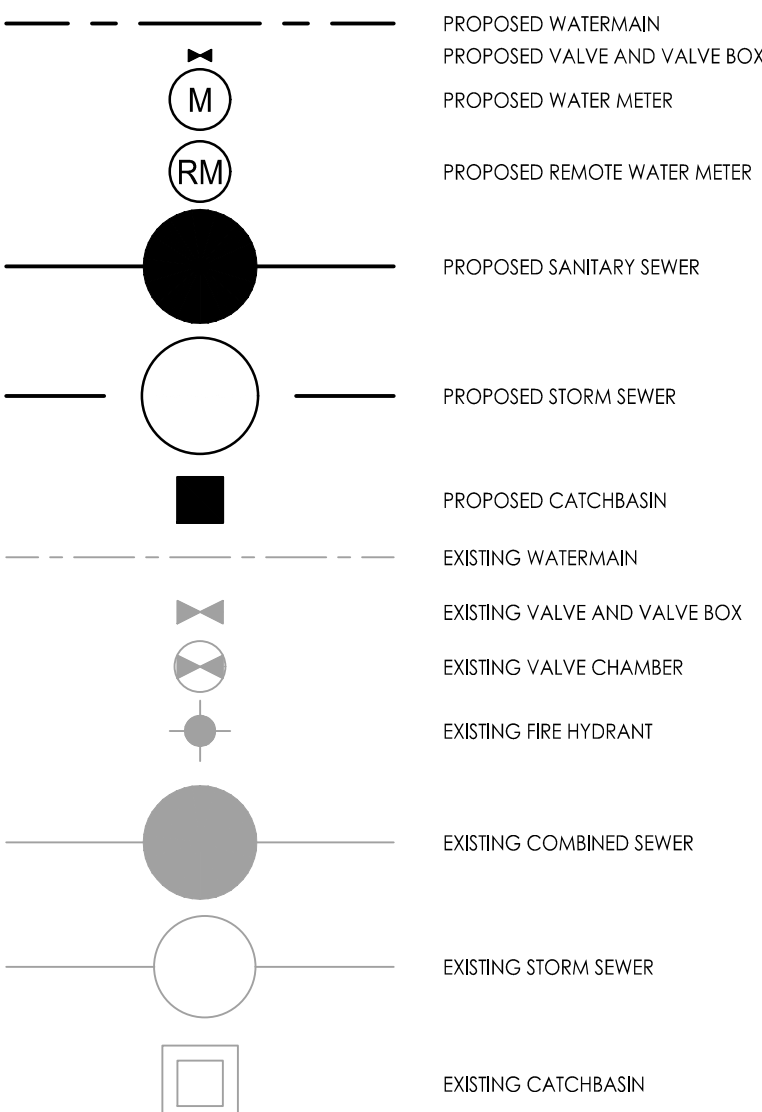 PROPOSED WATERMAIN
PROPOSED VALVE AND VALVE BOX
M PROPOSED WATER METER
RM PROPOSED REMOTE WATER METER
PROPOSED SANITARY SEWER
PROPOSED STORM SEWER
PROPOSED CATCHBASIN
EXISTING WATERMAIN
EXISTING VALVE AND VALVE BOX
EXISTING VALVE CHAMBER
EXISTING FIRE HYDRANT
EXISTING COMBINED SEWER
EXISTING STORM SEWER
EXISTING CATCHBASIN